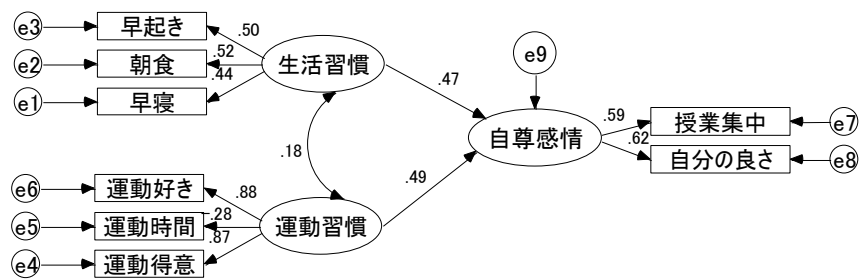 e3
早起き
.50
e2
朝食
.52
e1
早寝
.44
生活習慣
.47
e9
自尊感情
.59
授業集中
e7
.62
自分の良さ
e8
.18
.49
e6
運動好き
.88
e5
運動時間
-.28
運動習慣
e4
運動得意
.87